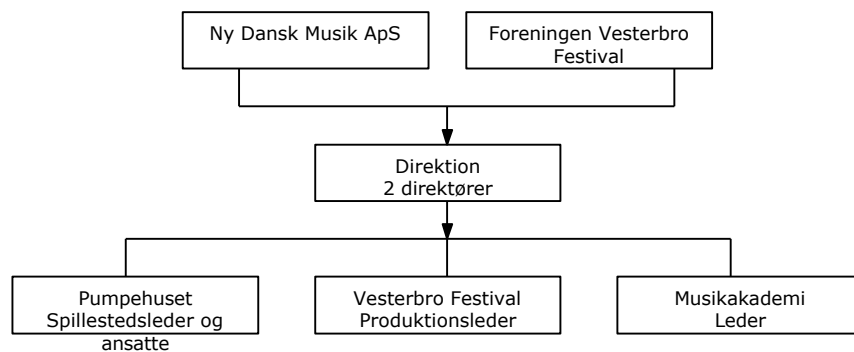 Ny Dansk Musik ApS
Foreningen Vesterbro
Festival
Direktion
2 direktører
Pumpehuset
Spillestedsleder og
ansatte
Vesterbro Festival
Produktionsleder
Musikakademi
Leder